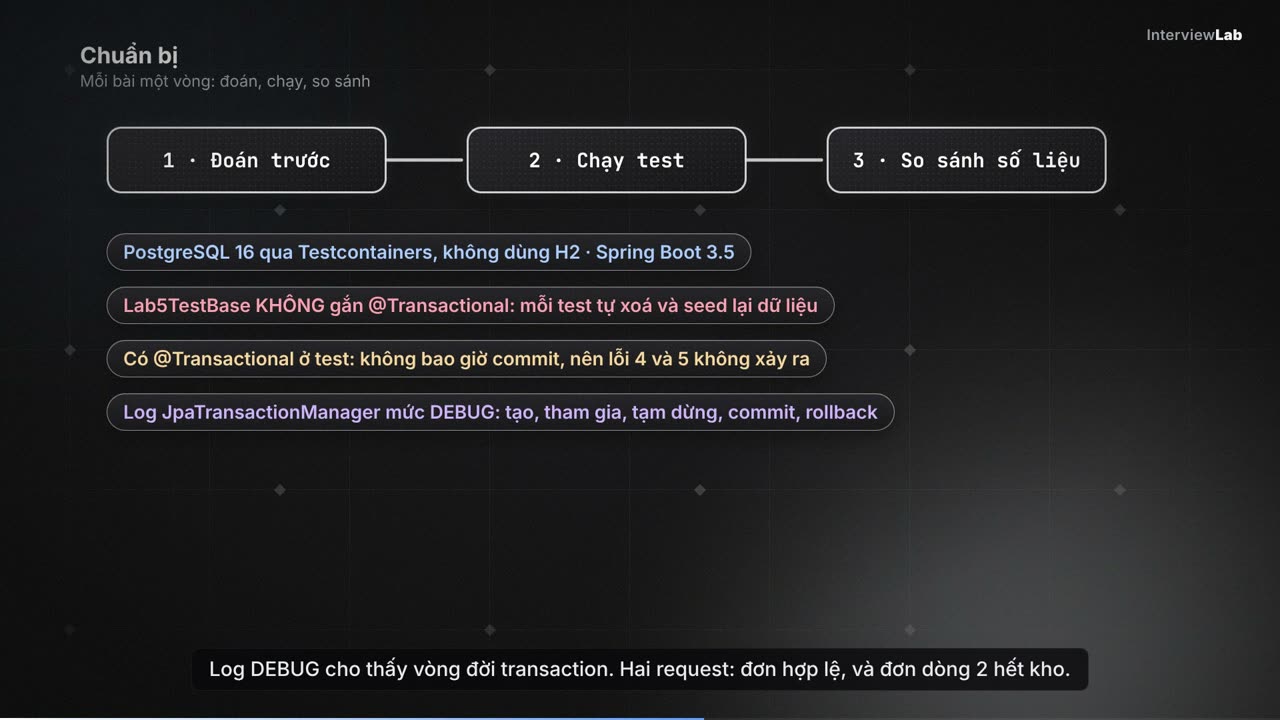 InterviewLab
Chuẩn bị
Mỗi bài một vòng: đoán, chạy, so sánh
1 · Đoán trước
2 · Chạy test
3 · So sánh số liệu
PostgreSQL 16 qua Testcontainers, không dùng H2 · Spring Boot 3.5
Lab5TestBase KHÔNG gắn @Transactional: mỗi test tự xoá và seed lại dữ liệu
Có @Transactional ở test: không bao giờ commit, nên lỗi 4 và 5 không xảy ra
Log JpaTransactionManager mức DEBUG: tạo, tham gia, tạm dừng, commit, rollback
Log DEBUG cho thấy vòng đời transaction. Hai request: đơn hợp lệ, và đơn dòng 2 hết kho.